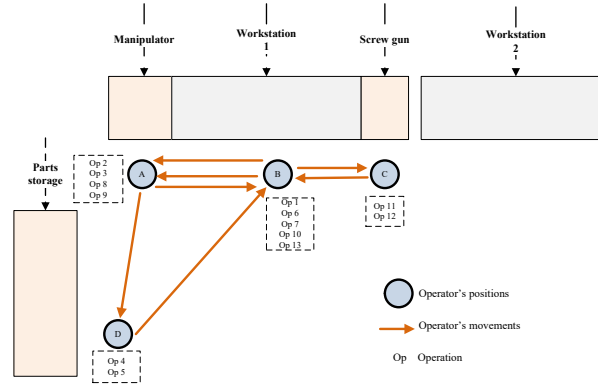 Manipulator
Workstation
1
Screw gun
Workstation
2
Parts
storage
Op 2
Op 3
Op 8
Op 9
A
B
C
Op 1
Op 6
Op 7
Op 10
Op 13
Op 11
Op 12
D
Op 4
Op 5
Operator's positions
Operator's movements
Op Operation